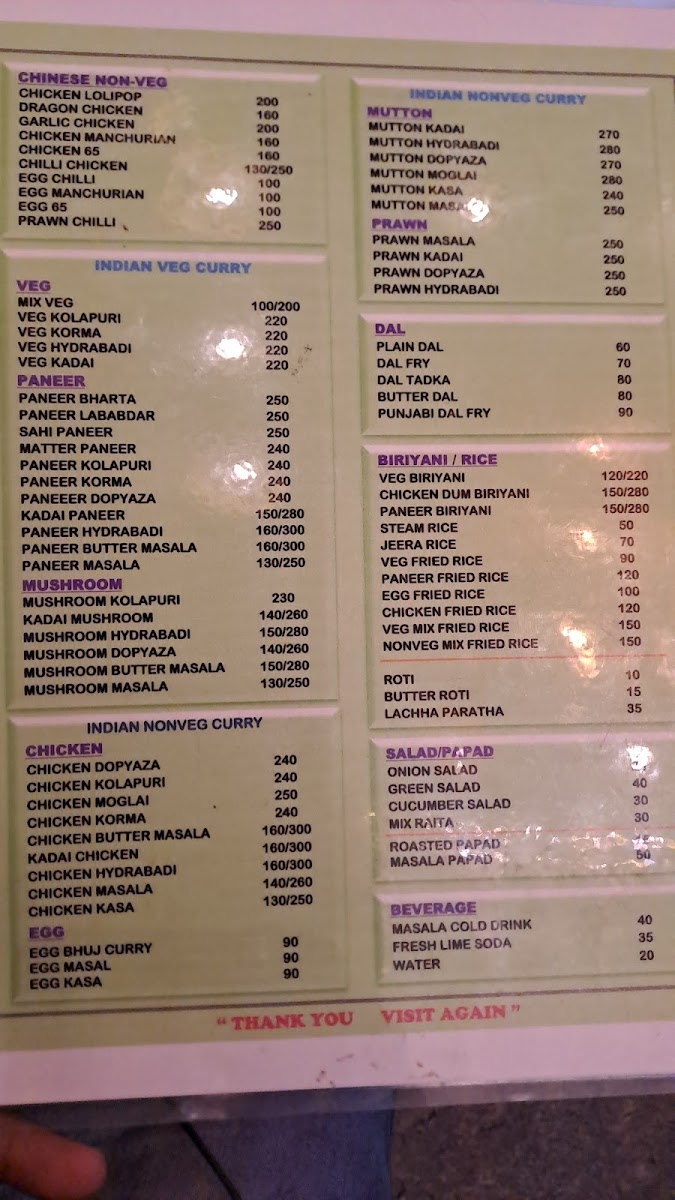 CHINESE NON-VEG
CHICKEN LOLIPOP 200
DRAGON CHICKEN 160
GARLIC CHICKEN 200
CHICKEN MANCHURIAN 160
CHICKEN 65 160
CHILLI CHICKEN 130/250
EGG CHILLI 100
EGG MANCHURIAN 100
EGG 65 100
PRAWN CHILLI 250
INDIAN VEG CURRY
VEG
MIX VEG 100/200
VEG KOLAPURI 220
VEG KORMA 220
VEG HYDRABADI 220
VEG KADAI 220
PANEER
PANEER BHARTA 250
PANEER LABABDAR 250
SAHI PANEER 250
MATTER PANEER 240
PANEER KOLAPURI 240
PANEER KORMA 240
PANEEER DOPYAZA 240
KADAI PANEER 150/280
PANEER HYDRABADI 160/300
PANEER BUTTER MASALA 160/300
PANEER MASALA 130/250
MUSHROOM
MUSHROOM KOLAPURI 230
KADAI MUSHROOM 140/260
MUSHROOM HYDRABADI 150/280
MUSHROOM DOPYAZA 140/260
MUSHROOM BUTTER MASALA 150/280
MUSHROOM MASALA 130/250
INDIAN NONVEG CURRY
CHICKEN
CHICKEN DOPYAZA 240
CHICKEN KOLAPURI 240
CHICKEN MOGLAI 250
CHICKEN KORMA 240
CHICKEN BUTTER MASALA 160/300
KADAI CHICKEN 160/300
CHICKEN HYDRABADI 160/300
CHICKEN MASALA 140/260
CHICKEN KASA 130/250
EGG
EGG BHUJ CURRY 90
EGG MASAL 90
EGG KASA 90
INDIAN NONVEG CURRY
MUTTON
MUTTON KADAI 270
MUTTON HYDRABADI 280
MUTTON DOPYAZA 270
MUTTON MOGLAI 280
MUTTON KASA 240
MUTTON 250
PRAWN
PRAWN MASALA 250
PRAWN KADAI 250
PRAWN DOPYAZA 250
PRAWN HYDRABADI 250
DAL
PLAIN DAL 60
DAL FRY 70
DAL TADKA 80
BUTTER DAL 80
PUNJABI DAL FRY 90
BIRIYANI / RICE
VEG BIRIYANI 120/220
CHICKEN DUM BIRIYANI 150/280
PANEER BIRIYANI 150/280
STEAM RICE 50
JEERA RICE 70
VEG FRIED RICE 90
PANEER FRIED RICE 120
EGG FRIED RICE 100
CHICKEN FRIED RICE 120
VEG MIX FRIED RICE 150
NONVEG MIX FRIED RICE 150
ROTI 10
BUTTER ROTI 15
LACHHA PARATHA 35
SALAD/PAPAD
ONION SALAD
GREEN SALAD 40
CUCUMBER SALAD 30
MIX RAITA 30
ROASTED PAPAD
MASALA PAPAD 50
BEVERAGE
MASALA COLD DRINK 40
FRESH LIME SODA 35
WATER 20
“ THANK YOU VISIT AGAIN ”